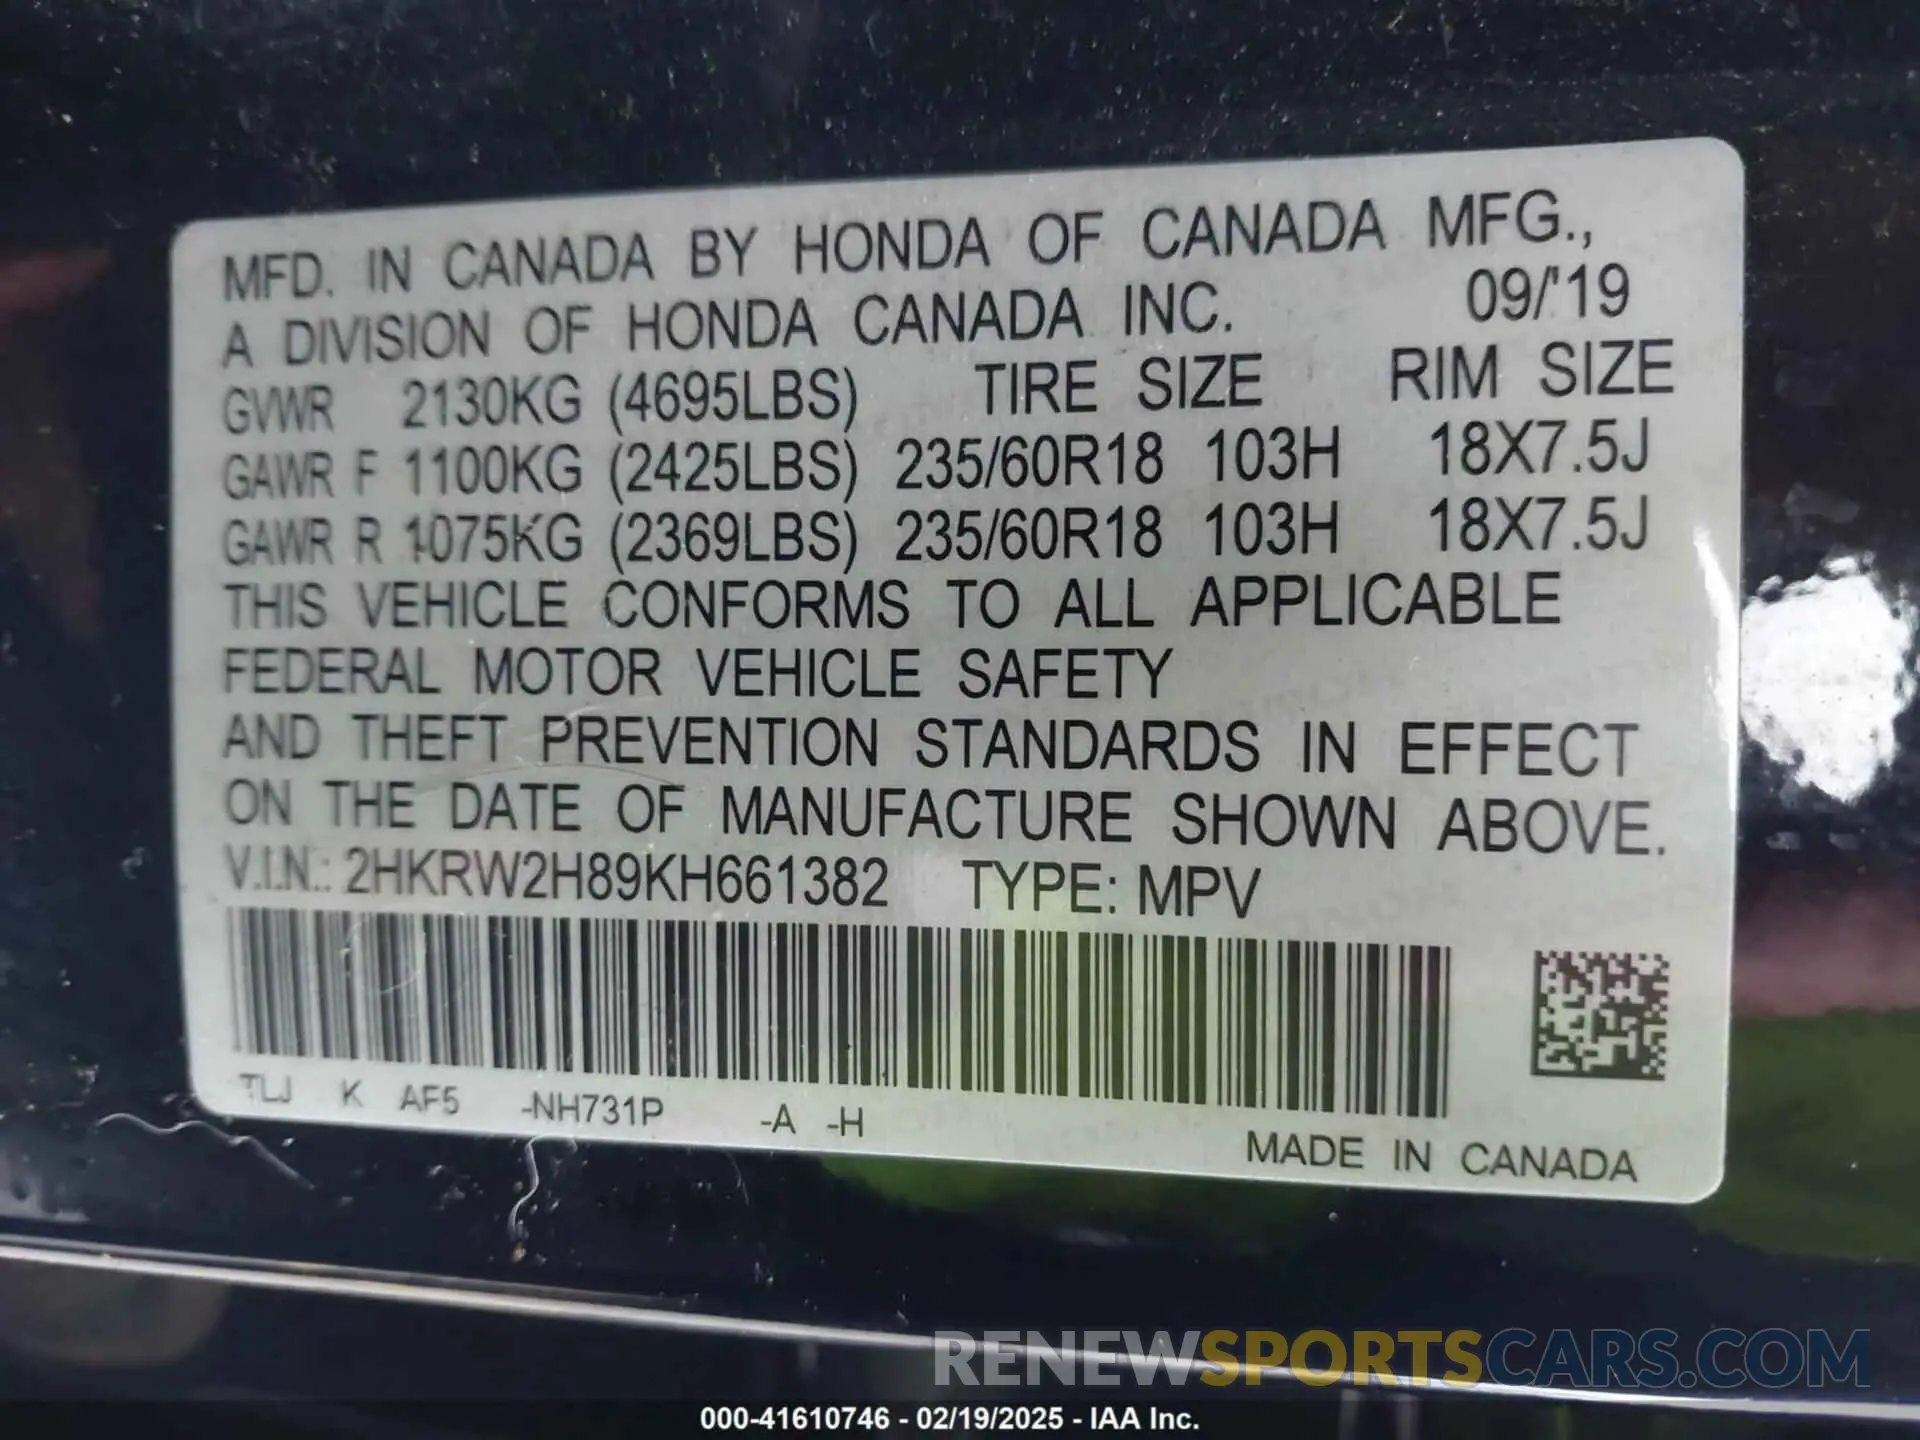 MFD. IN CANADA BY HONDA OF CANADA MFG.,
A DIVISION OF HONDA CANADA INC. 09/'19
GVWR 2130KG (4695LBS) TIRE SIZE RIM SIZE
GAWR F 1100KG (2425LBS) 235/60R18 103H 18X7.5J
GAWR R 1075KG (2369LBS) 235/60R18 103H 18X7.5J
THIS VEHICLE CONFORMS TO ALL APPLICABLE
FEDERAL MOTOR VEHICLE SAFETY
AND THEFT PREVENTION STANDARDS IN EFFECT
ON THE DATE OF MANUFACTURE SHOWN ABOVE.
V.I.N.: 2HKRW2H89KH661382 TYPE: MPV
TLJ K AF5 -NH731P -A -H
MADE IN CANADA
RENEWSPORTSCARS.COM
000-41610746 - 02/19/2025 - IAA Inc.